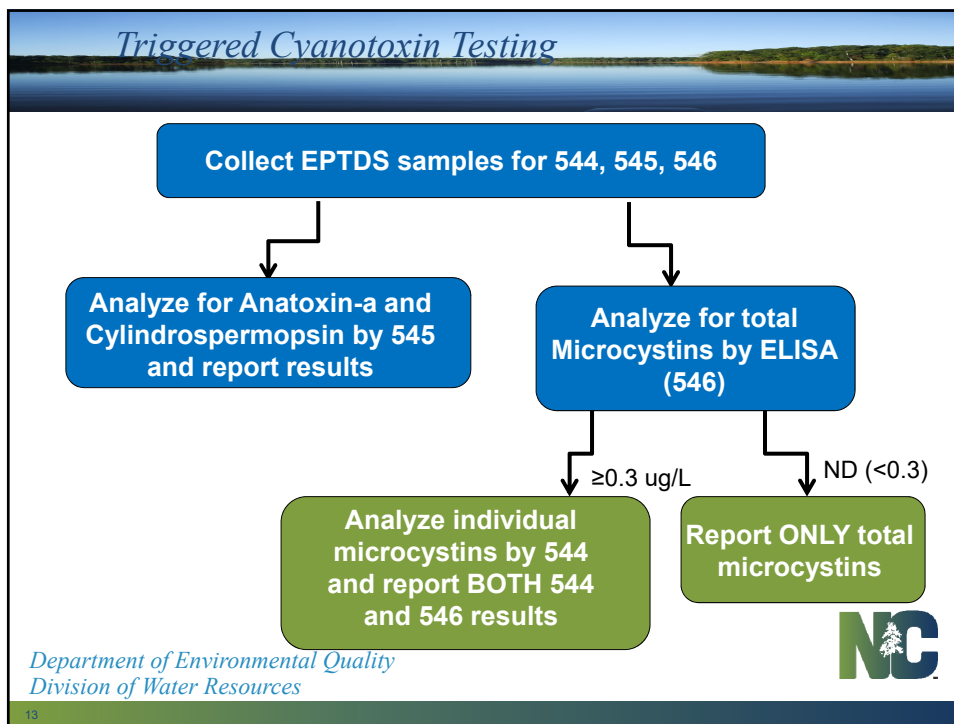 Triggered Cyanotoxin Testing
Collect EPTDS samples for 544, 545, 546
Analyze for Anatoxin-a and
Cylindrospermopsin by 545
and report results
Analyze for total
Microcystins by ELISA
(546)
≥0.3 ug/L
ND (<0.3)
Analyze individual
microcystins by 544
and report BOTH 544
and 546 results
Report ONLY total
microcystins
Department of Environmental Quality
Division of Water Resources
NC
13